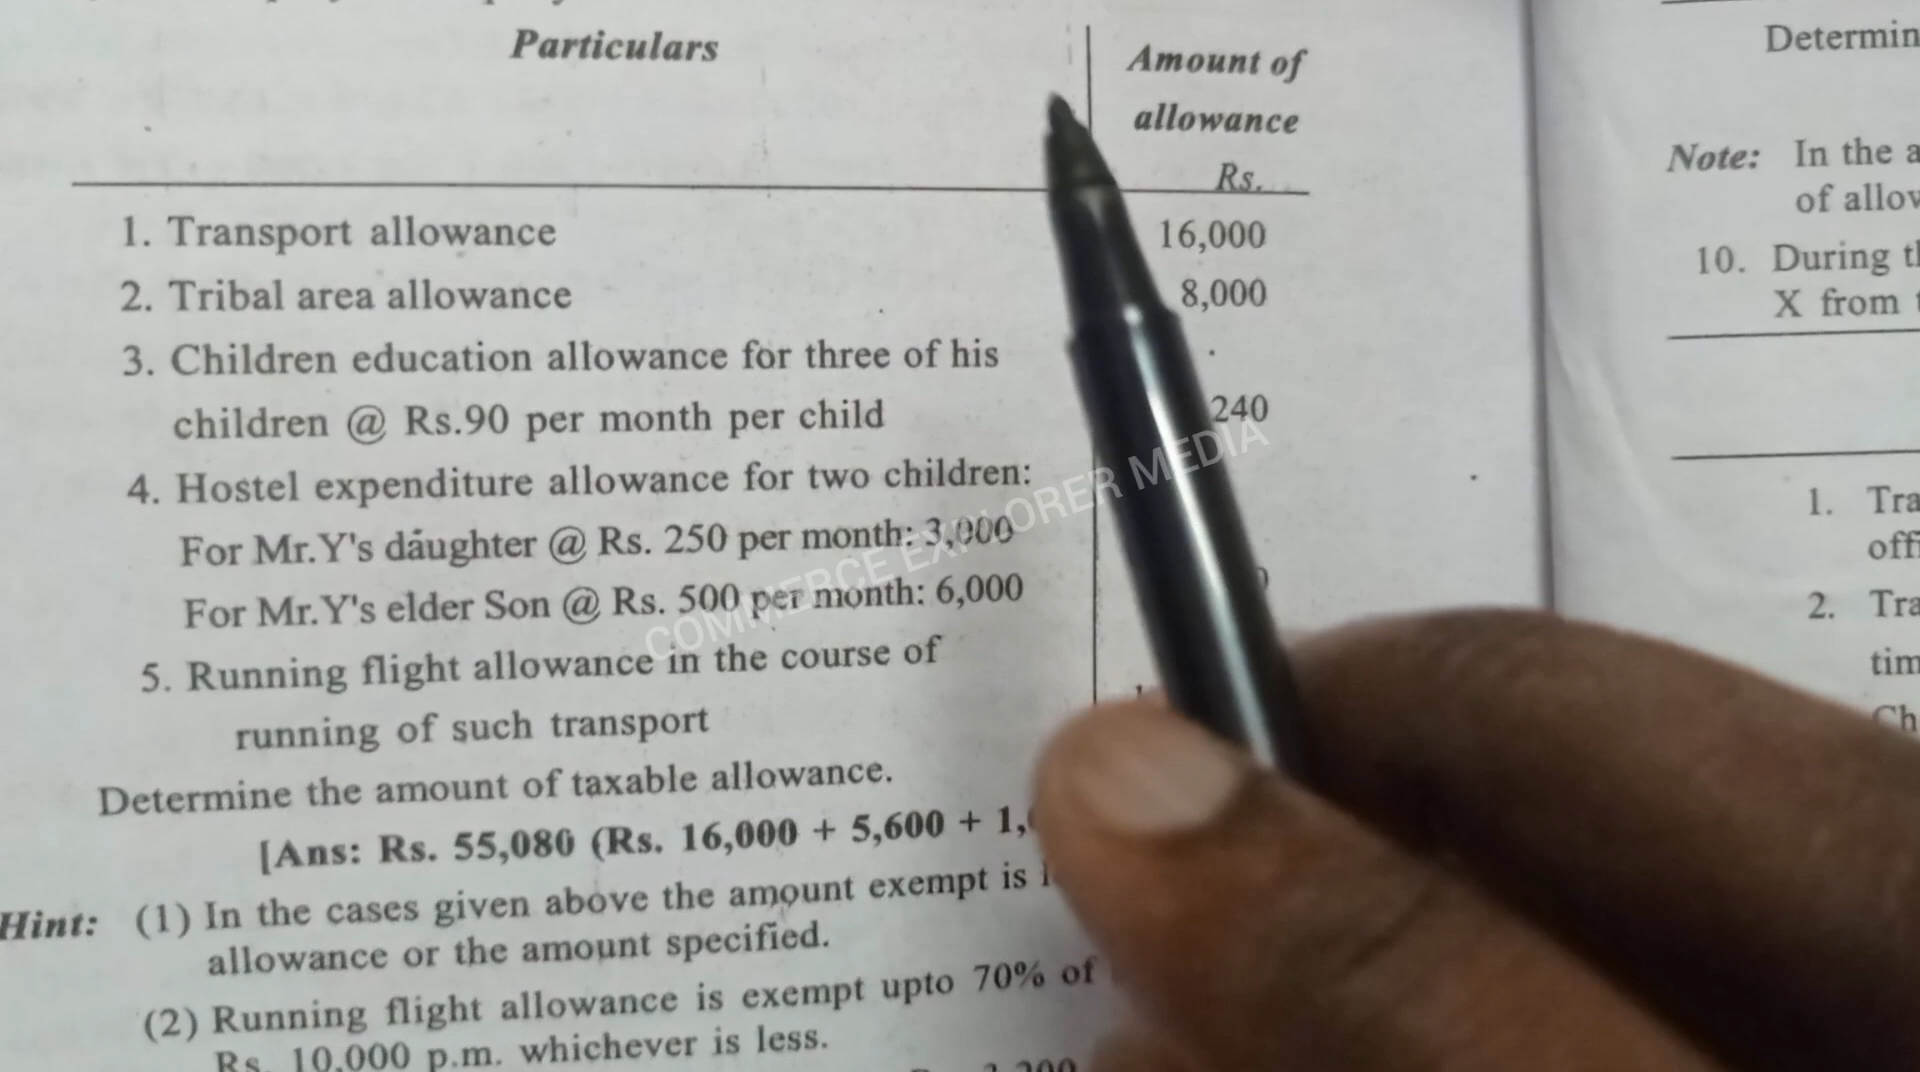 Particulars
Amount of
allowance
Rs.
1. Transport allowance 16,000
2. Tribal area allowance 8,000
3. Children education allowance for three of his
children @ Rs.90 per month per child 240
4. Hostel expenditure allowance for two children:
For Mr.Y's daughter @ Rs. 250 per month: 3,000
For Mr.Y's elder Son @ Rs. 500 per month: 6,000
5. Running flight allowance in the course of
running of such transport
Determine the amount of taxable allowance.
[Ans: Rs. 55,080 (Rs. 16,000 + 5,600 + 1,
Hint: (1) In the cases given above the amount exempt is
allowance or the amount specified.
(2) Running flight allowance is exempt upto 70% of
Rs. 10,000 p.m. whichever is less.
COMMERCE EXPLORER MEDIA
Determin
Note: In the a
of allow
10. During th
X from
1. Tra
offi
2. Tra
tim
Ch